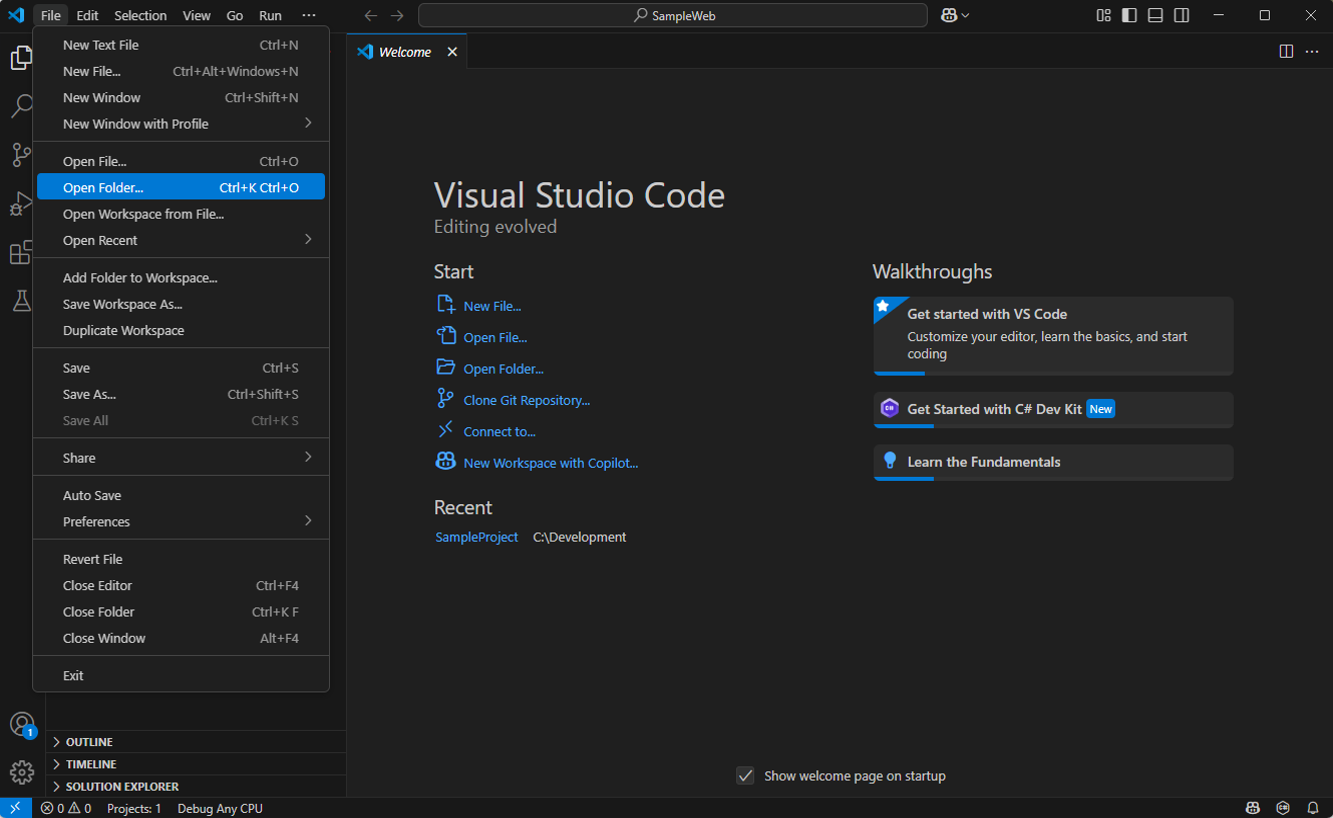 File Edit Selection View Go Run ···
SampleWeb
New Text File Ctrl+N
New File... Ctrl+Alt+Windows+N
New Window Ctrl+Shift+N
New Window with Profile
Open File... Ctrl+O
Open Folder... Ctrl+K Ctrl+O
Open Workspace from File...
Open Recent
Add Folder to Workspace...
Save Workspace As...
Duplicate Workspace
Save Ctrl+S
Save As... Ctrl+Shift+S
Save All Ctrl+K S
Share
Auto Save
Preferences
Revert File
Close Editor Ctrl+F4
Close Folder Ctrl+K F
Close Window Alt+F4
Exit
1
OUTLINE
TIMELINE
SOLUTION EXPLORER
Welcome
Visual Studio Code
Editing evolved
Start
New File...
Open File...
Open Folder...
Clone Git Repository...
Connect to...
New Workspace with Copilot...
Recent
SampleProject C:\Development
Walkthroughs
Get started with VS Code
Customize your editor, learn the basics, and start
coding
C#
Get Started with C# Dev Kit New
Learn the Fundamentals
Show welcome page on startup
0 0 Projects: 1 Debug Any CPU
C#